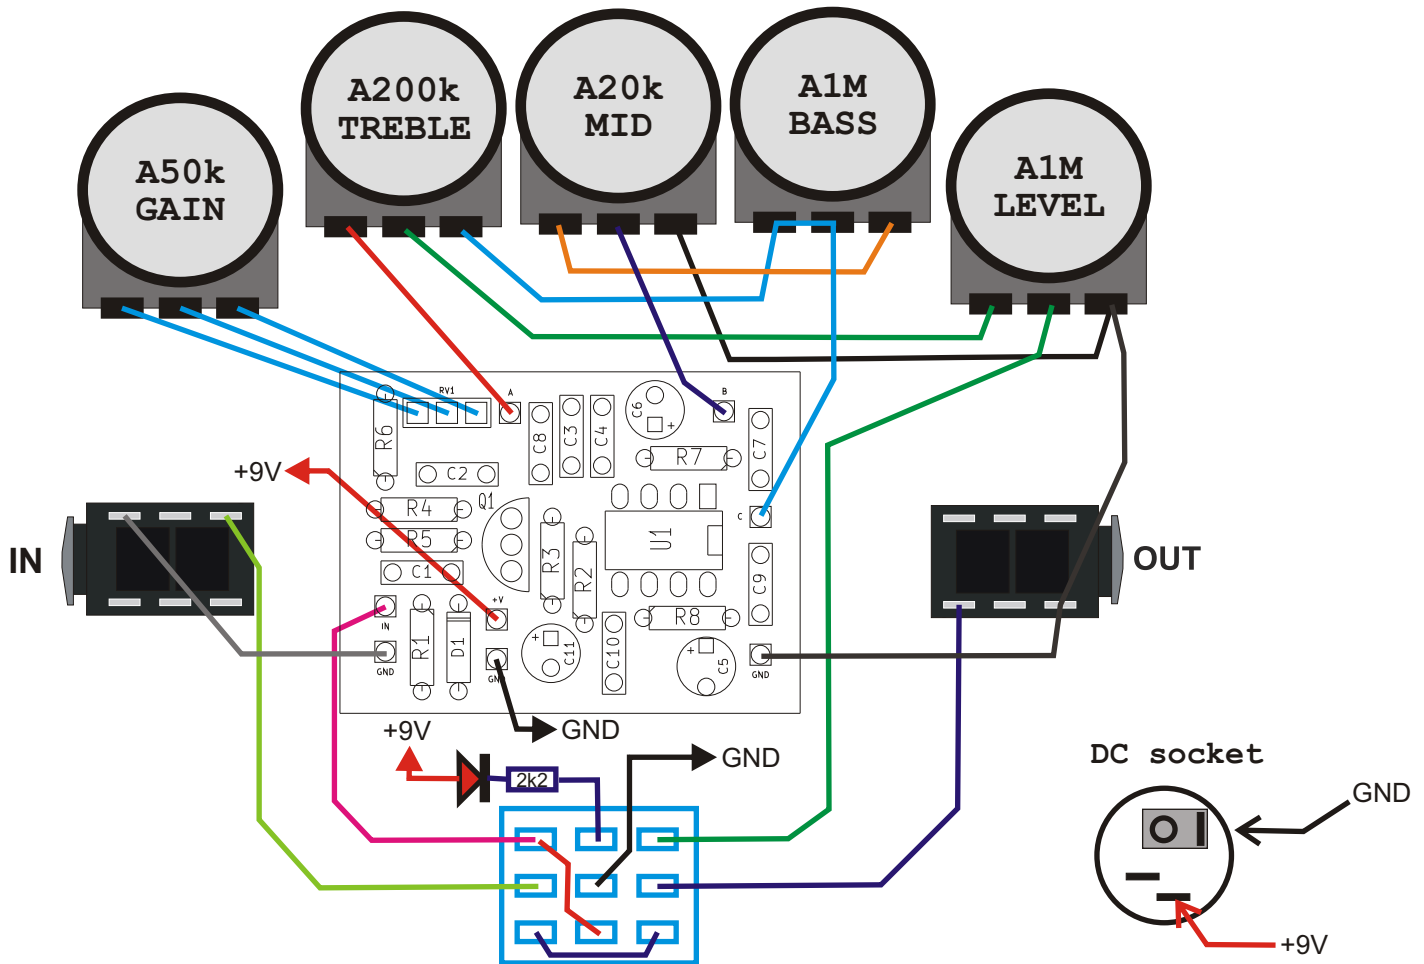 A50k
GAIN
A200k
TREBLE
A20k
MID
A1M
BASS
A1M
LEVEL
RV1
A
B
C6
+
R6
C8
C3
C4
C7
R7
C2
+9V
Q1
R4
R5
C
U1
R3
R2
C1
C9
IN
OUT
IN
+V
R1
D1
R8
+
C11
C10
+
C5
GND
GND
GND
GND
+9V
GND
2k2
DC socket
GND
+9V